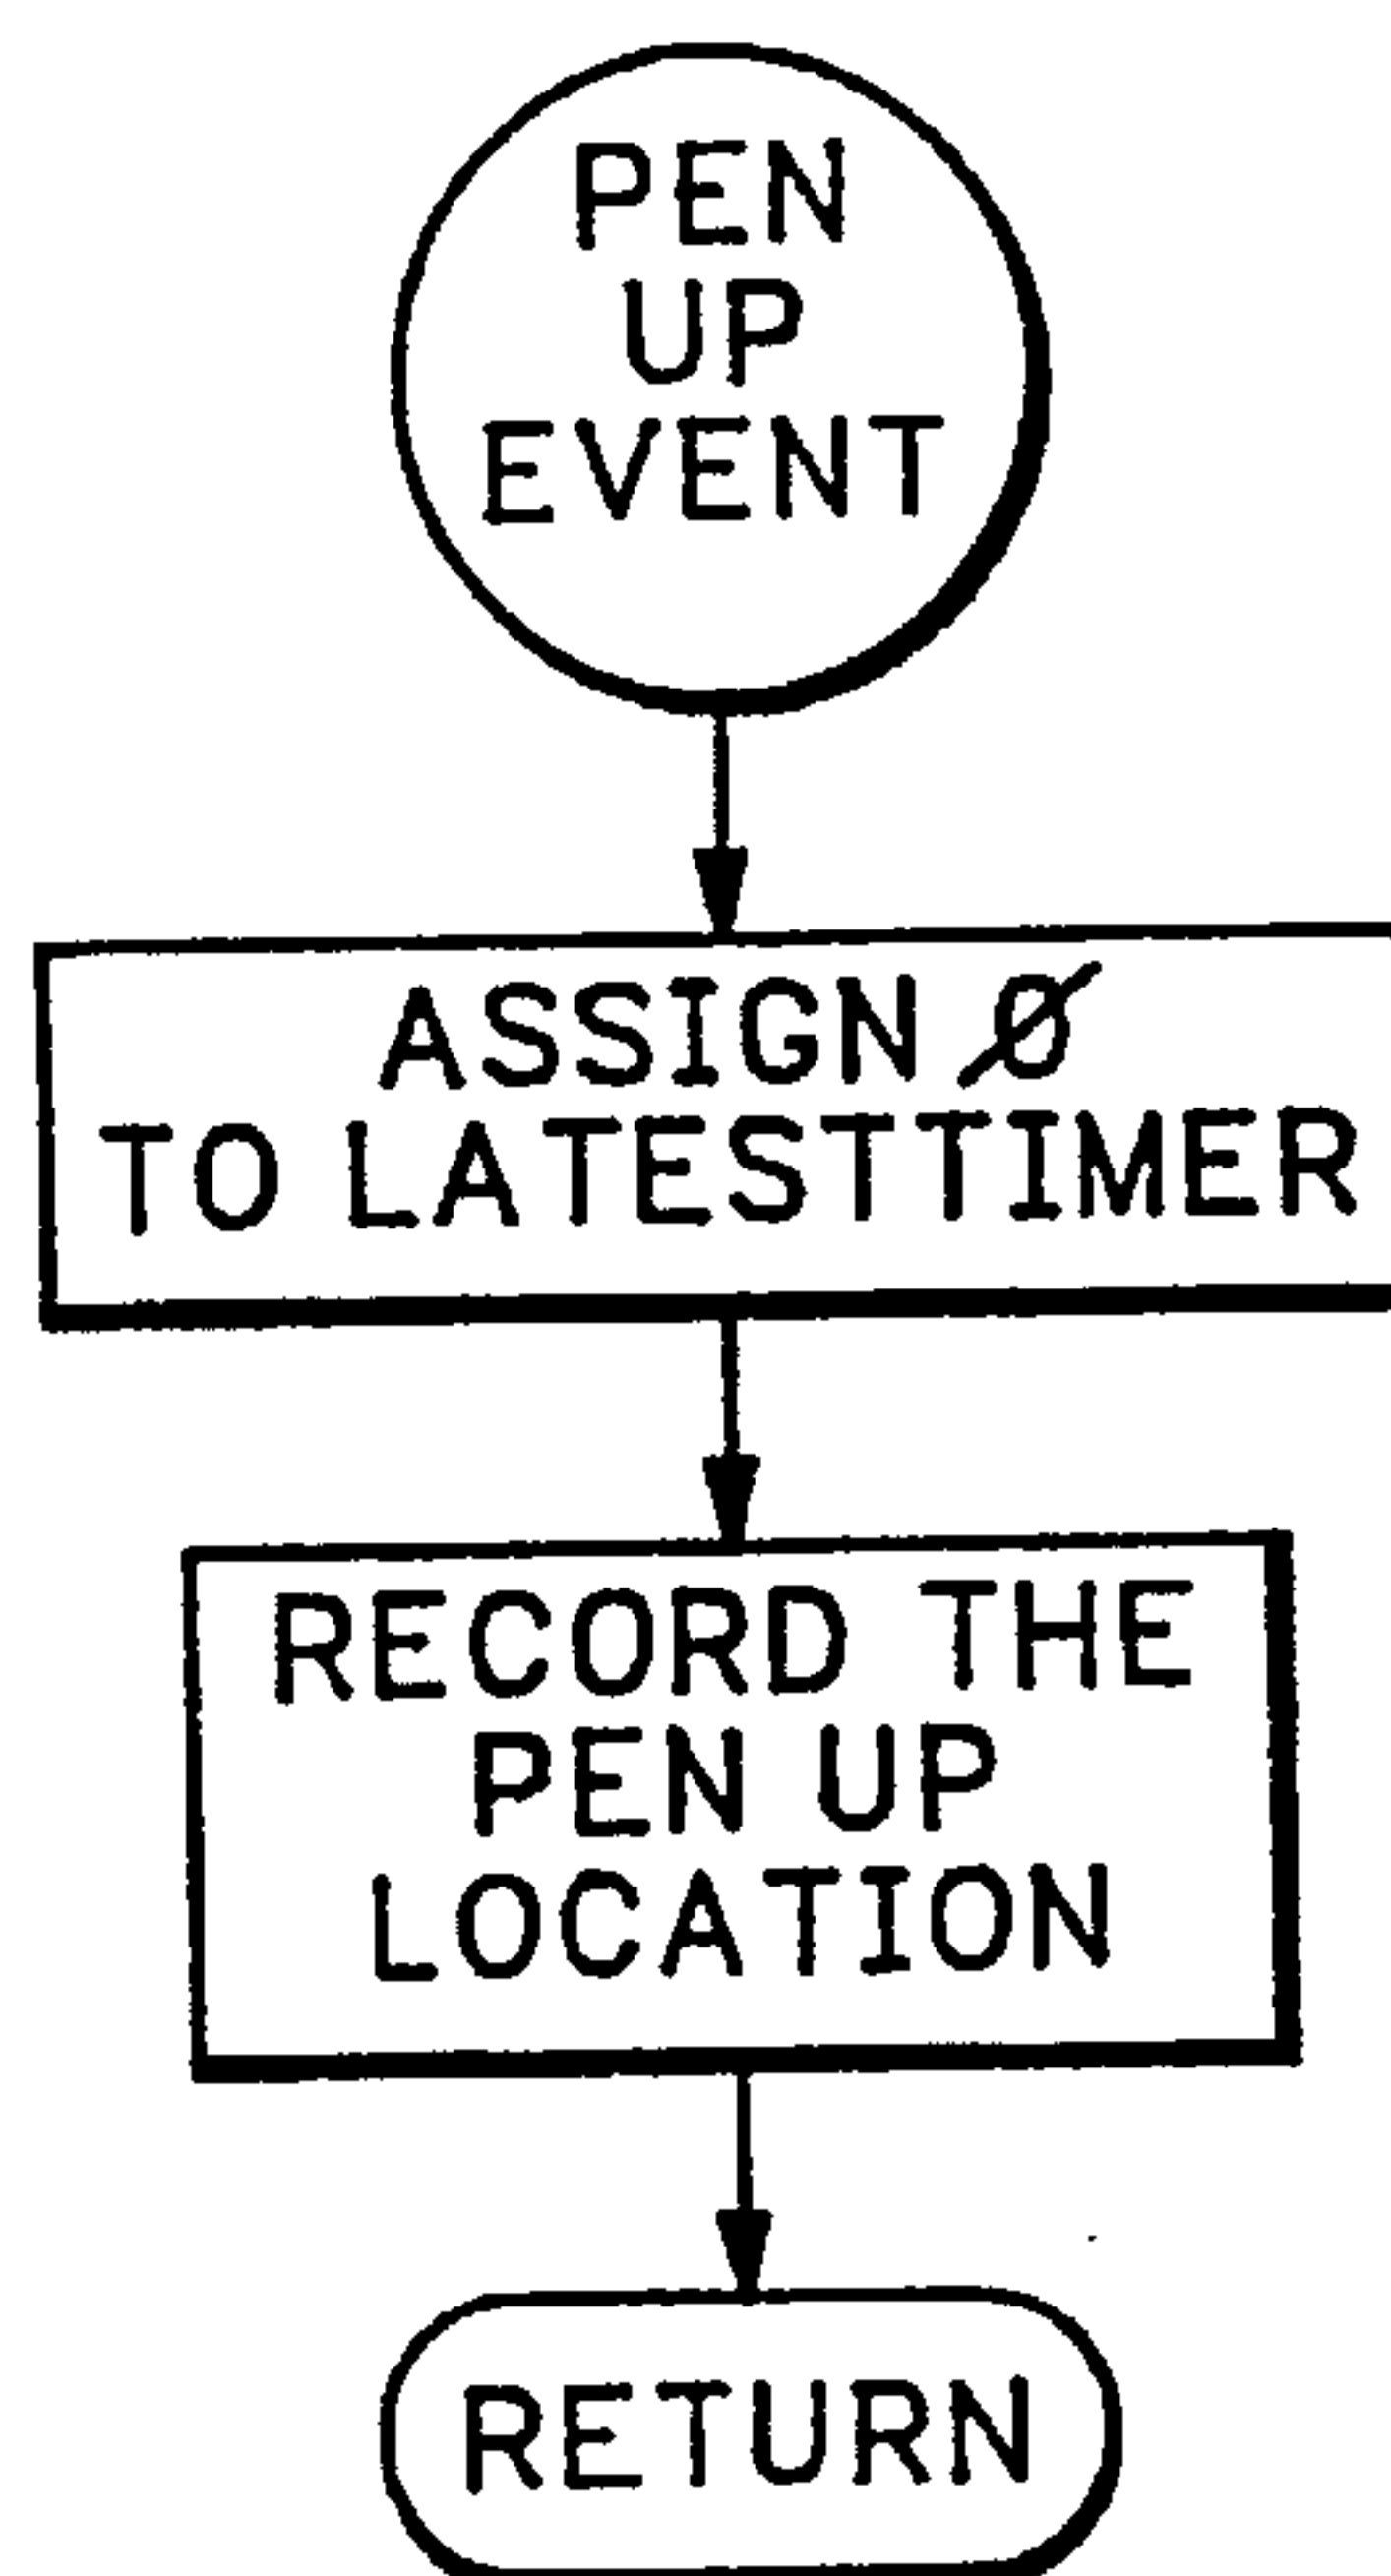 PEN
UP
EVENT
ASSIGN Ø
TO LATESTTIMER
RECORD THE
PEN UP
LOCATION
RETURN